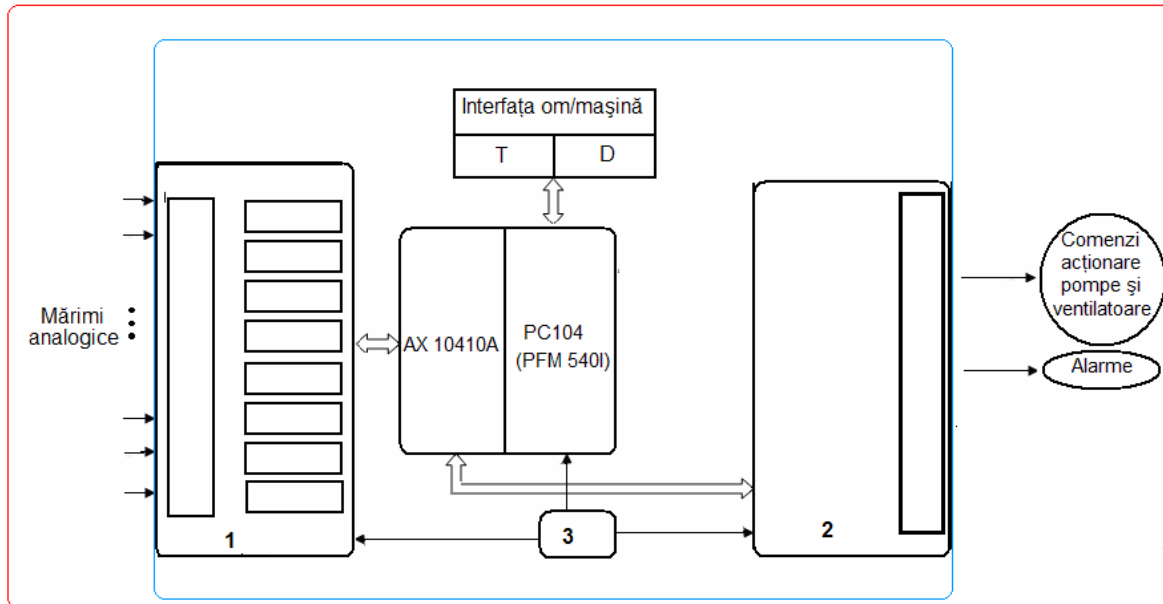 Interfața om/mașină
T
D
Mărimi
analogice
AX 10410A
PC104
(PFM 540I)
Comenzi
acționare
pompe și
ventilatoare
Alarme
1
3
2